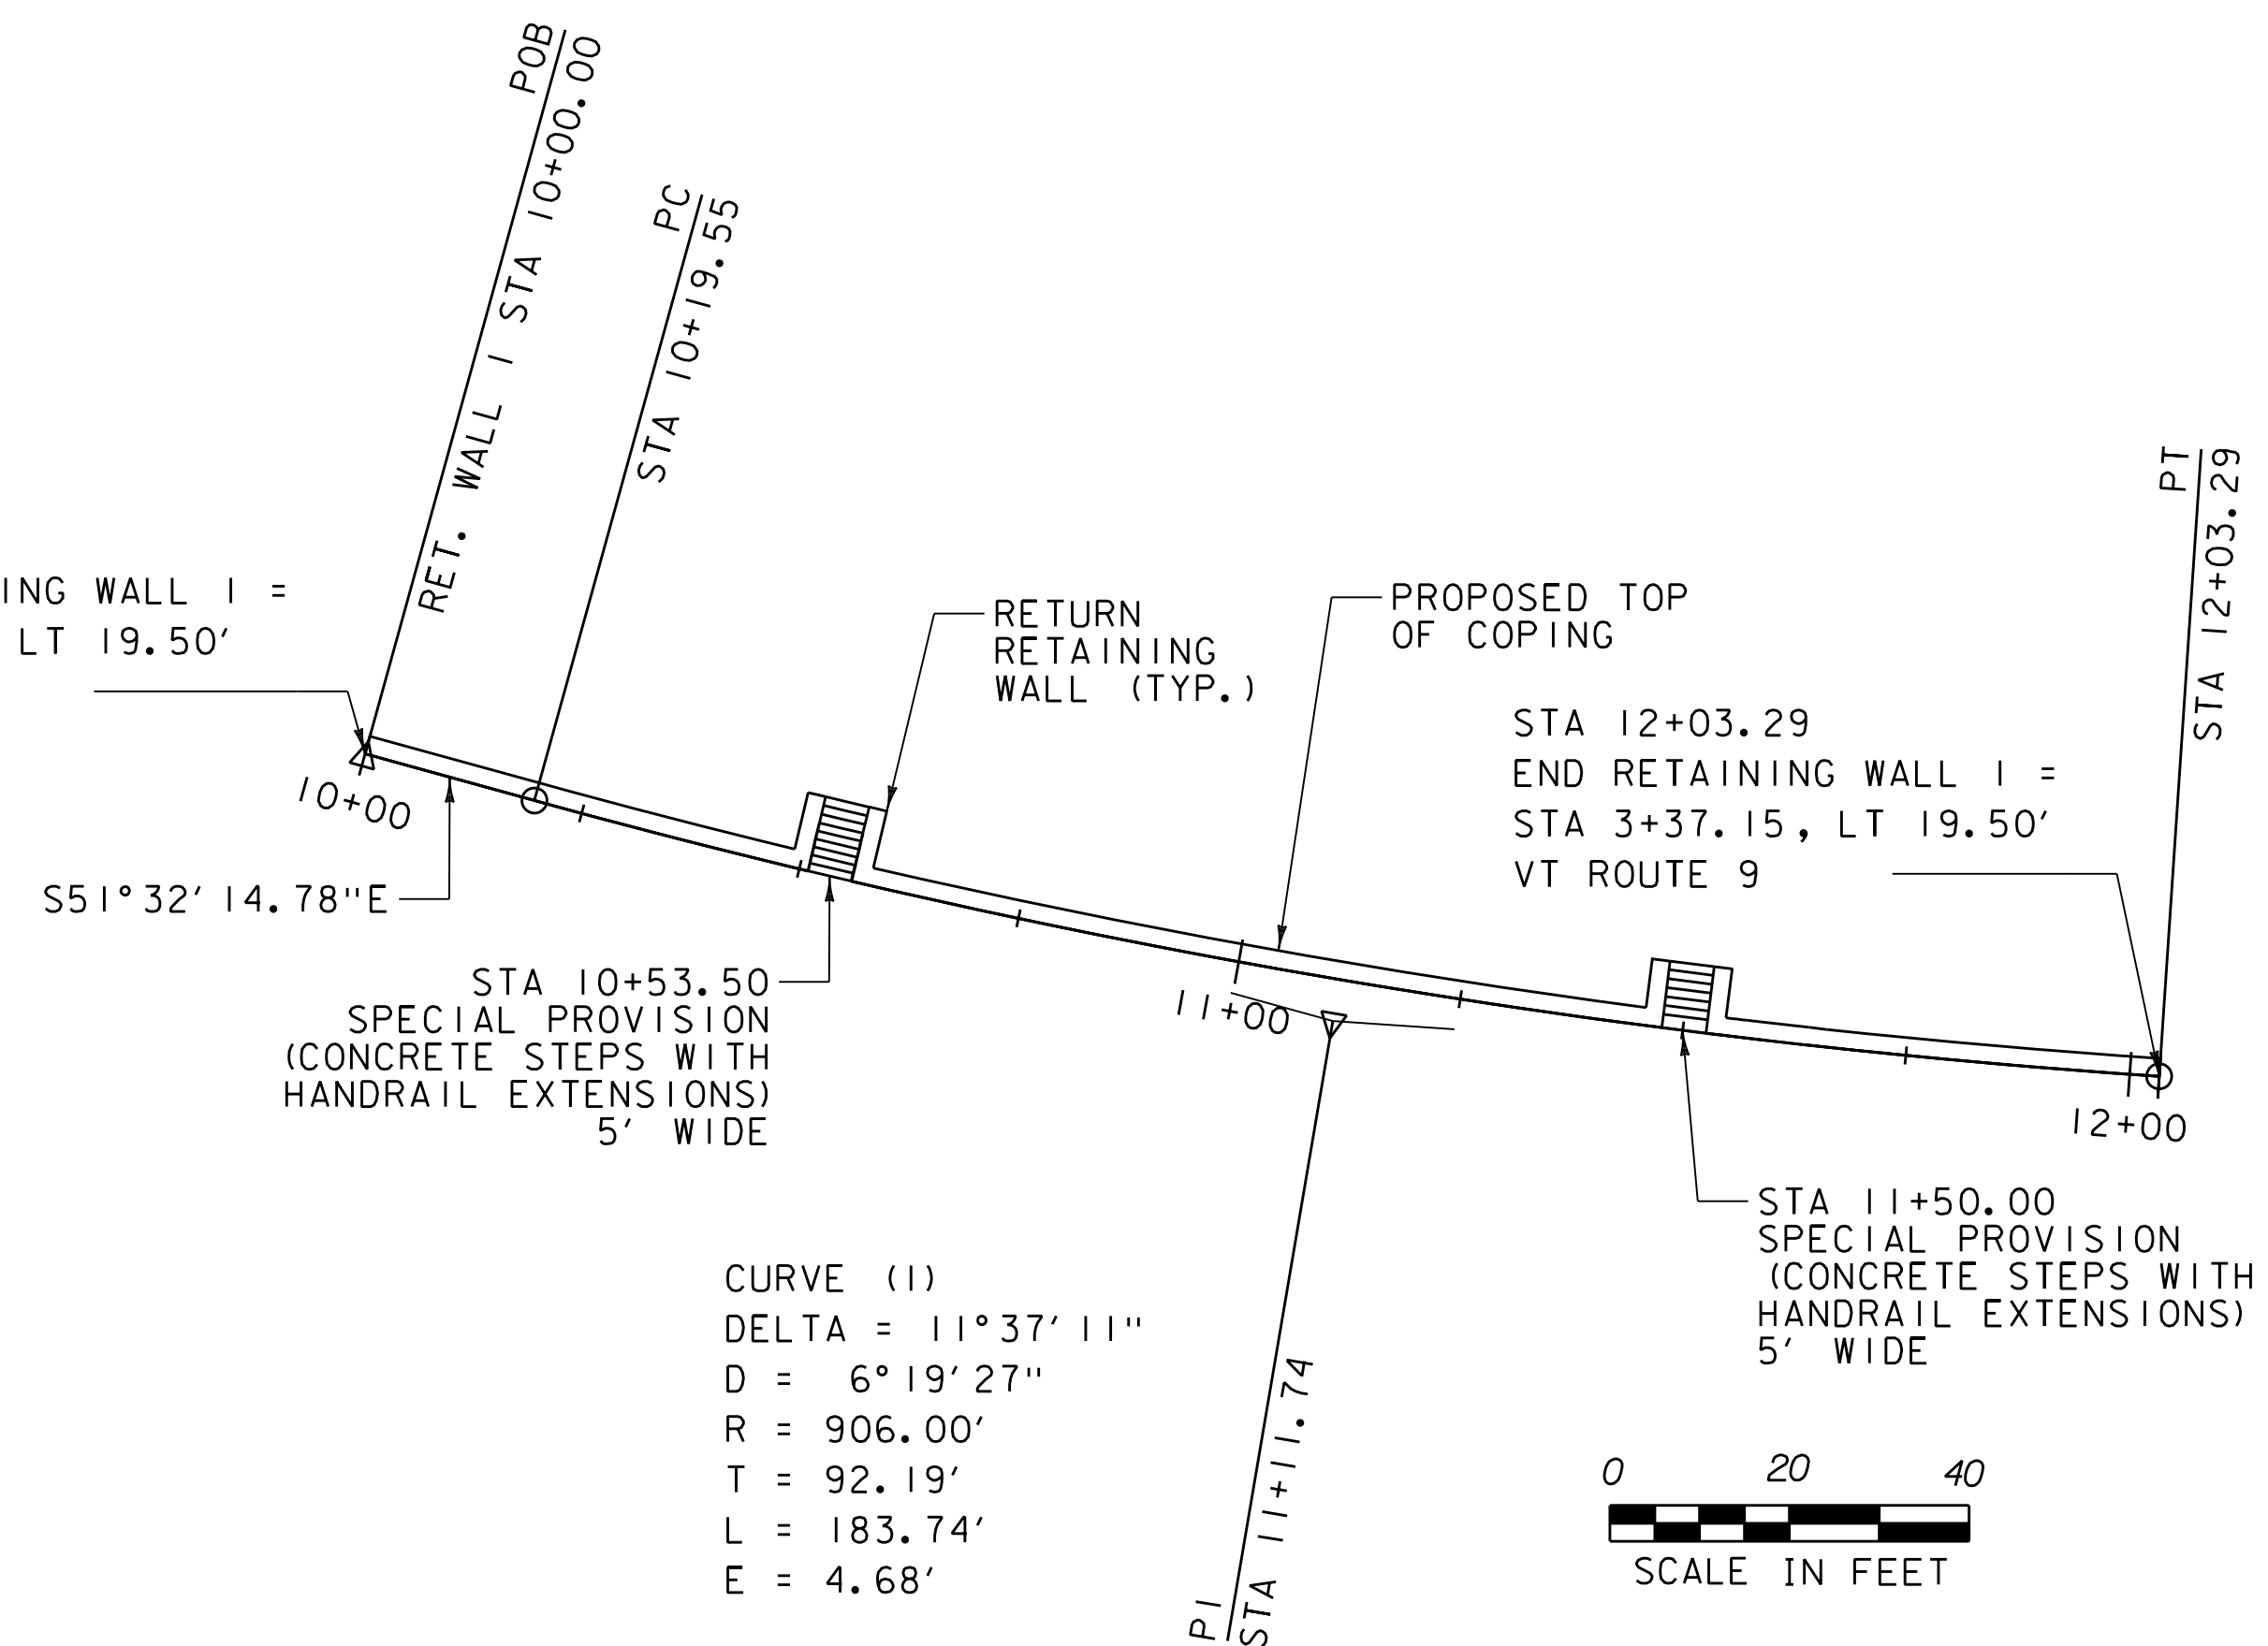 POB
RET. WALL 1 STA 10+00.00
PC
STA 10+19.55
PT
STA 12+03.29
ING WALL 1 =
LT 19.50'
10+00
S51°32'14.78"E
RETURN
RETAINING
WALL (TYP.)
PROPOSED TOP
OF COPING
STA 12+03.29
END RETAINING WALL 1 =
STA 3+37.15, LT 19.50'
VT ROUTE 9
STA 10+53.50
SPECIAL PROVISION
(CONCRETE STEPS WITH
HANDRAIL EXTENSIONS)
5' WIDE
11+00
12+00
STA 11+50.00
SPECIAL PROVISION
(CONCRETE STEPS WITH
HANDRAIL EXTENSIONS)
5' WIDE
CURVE (1)
DELTA = 11°37'11"
D = 6°19'27"
R = 906.00'
T = 92.19'
L = 183.74'
E = 4.68'
PI
STA 11+11.74
0 20 40
SCALE IN FEET